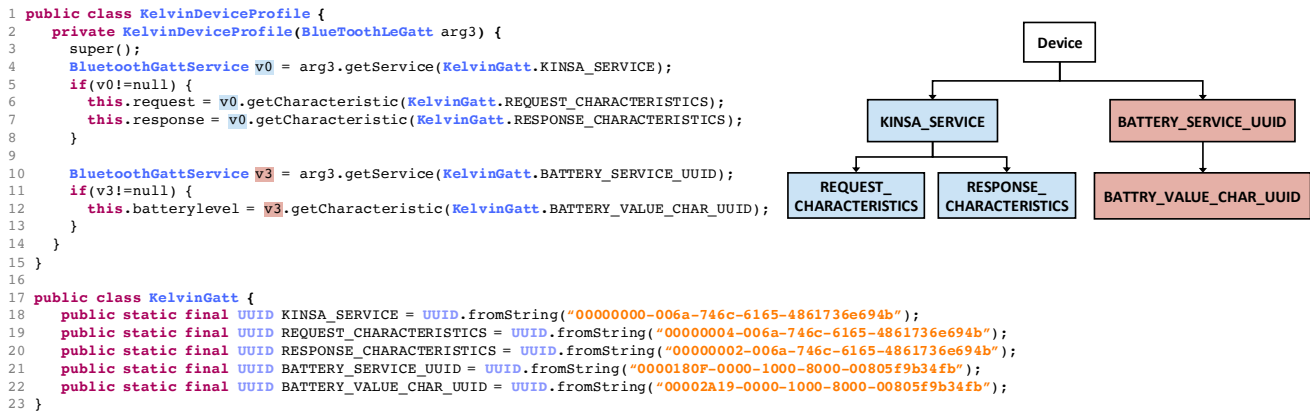 1 public class KelvinDeviceProfile {
2 private KelvinDeviceProfile(BlueToothLeGatt arg3) {
3 super();
4 BluetoothGattService v0 = arg3.getService(KelvinGatt.KINSA_SERVICE);
5 if(v0!=null) {
6 this.request = v0.getCharacteristic(KelvinGatt.REQUEST_CHARACTERISTICS);
7 this.response = v0.getCharacteristic(KelvinGatt.RESPONSE_CHARACTERISTICS);
8 }
9
10 BluetoothGattService v3 = arg3.getService(KelvinGatt.BATTERY_SERVICE_UUID);
11 if(v3!=null) {
12 this.batterylevel = v3.getCharacteristic(KelvinGatt.BATTERY_VALUE_CHAR_UUID);
13 }
14 }
15 }
16
17 public class KelvinGatt {
18 public static final UUID KINSA_SERVICE = UUID.fromString(“00000000-006a-746c-6165-4861736e694b”);
19 public static final UUID REQUEST_CHARACTERISTICS = UUID.fromString(“00000004-006a-746c-6165-4861736e694b”);
20 public static final UUID RESPONSE_CHARACTERISTICS = UUID.fromString(“00000002-006a-746c-6165-4861736e694b”);
21 public static final UUID BATTERY_SERVICE_UUID = UUID.fromString(“0000180F-0000-1000-8000-00805f9b34fb”);
22 public static final UUID BATTERY_VALUE_CHAR_UUID = UUID.fromString(“00002A19-0000-1000-8000-00805f9b34fb”);
23 }
Device
KINSA_SERVICE
BATTERY_SERVICE_UUID
REQUEST_
CHARACTERISTICS
RESPONSE_
CHARACTERISTICS
BATTRY_VALUE_CHAR_UUID